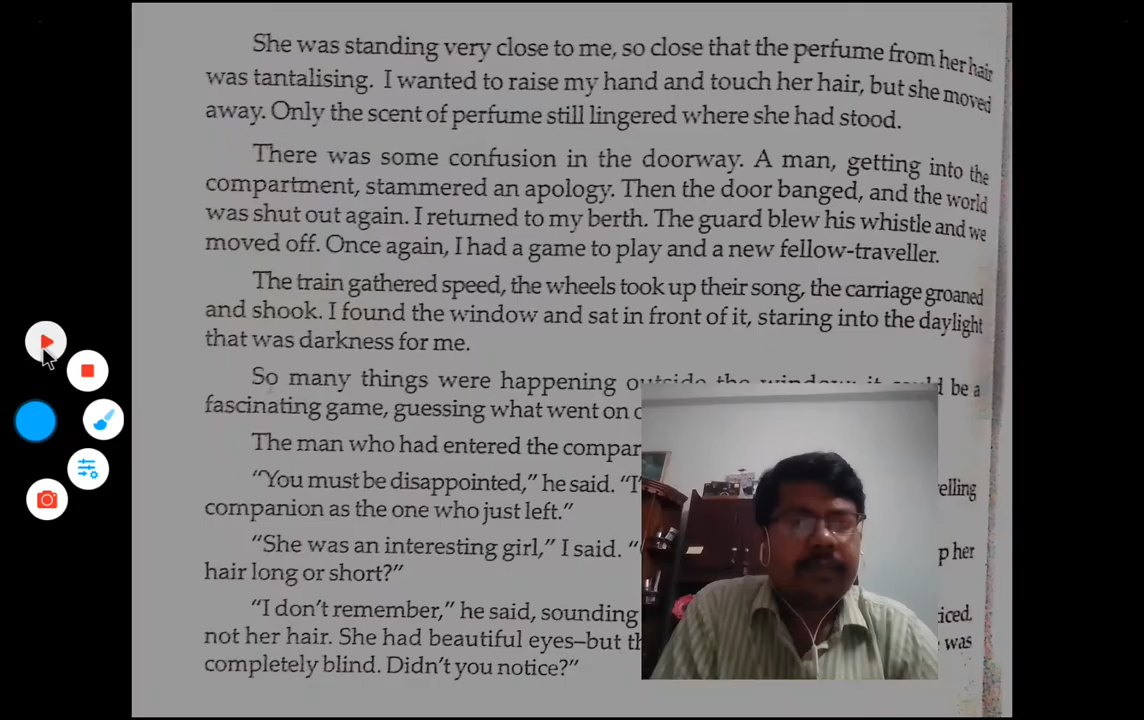 She was standing very close to me, so close that the perfume from her hair
was tantalising. I wanted to raise my hand and touch her hair, but she moved
away. Only the scent of perfume still lingered where she had stood.
There was some confusion in the doorway. A man, getting into the
compartment, stammered an apology. Then the door banged, and the world
was shut out again. I returned to my berth. The guard blew his whistle and we
moved off. Once again, I had a game to play and a new fellow-traveller.
The train gathered speed, the wheels took up their song, the carriage groaned
and shook. I found the window and sat in front of it, staring into the daylight
that was darkness for me.
So many things were happening outside the window: it could be a
fascinating game, guessing what went on
The man who had entered the
"You must be disappointed," he said.
companion as the one who just left."
"She was an interesting girl," I said. " her
hair long or short?"
"I don't remember," he said, sounding
not her hair. She had beautiful eyes–but was
completely blind. Didn't you notice?"